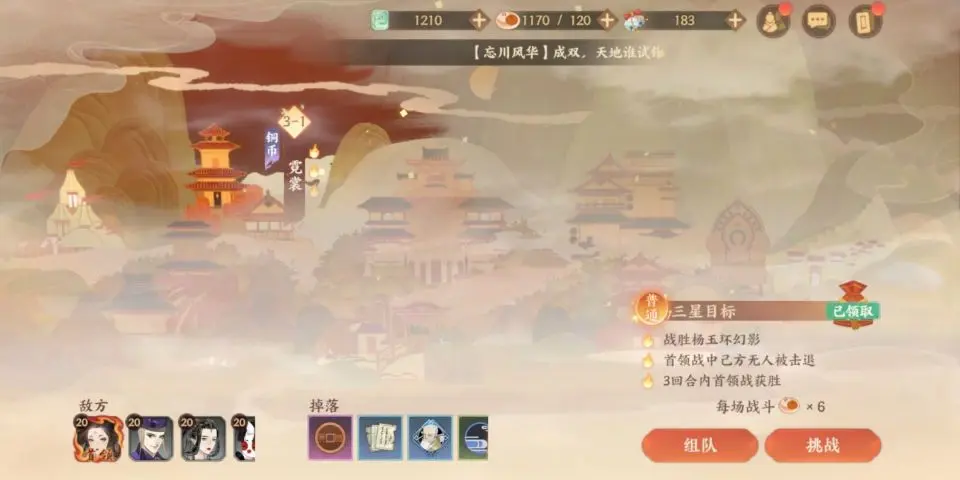 1210
1170 / 120
183
【忘川风华】成双，天地谁试你
3-1
铜币
霓裳
普通
三星目标
已领取
战胜杨玉环幻影
首领战中己方无人被击退
3回合内首领战获胜
每场战斗 ×6
敌方
20
20
20
20
掉落
组队
挑战